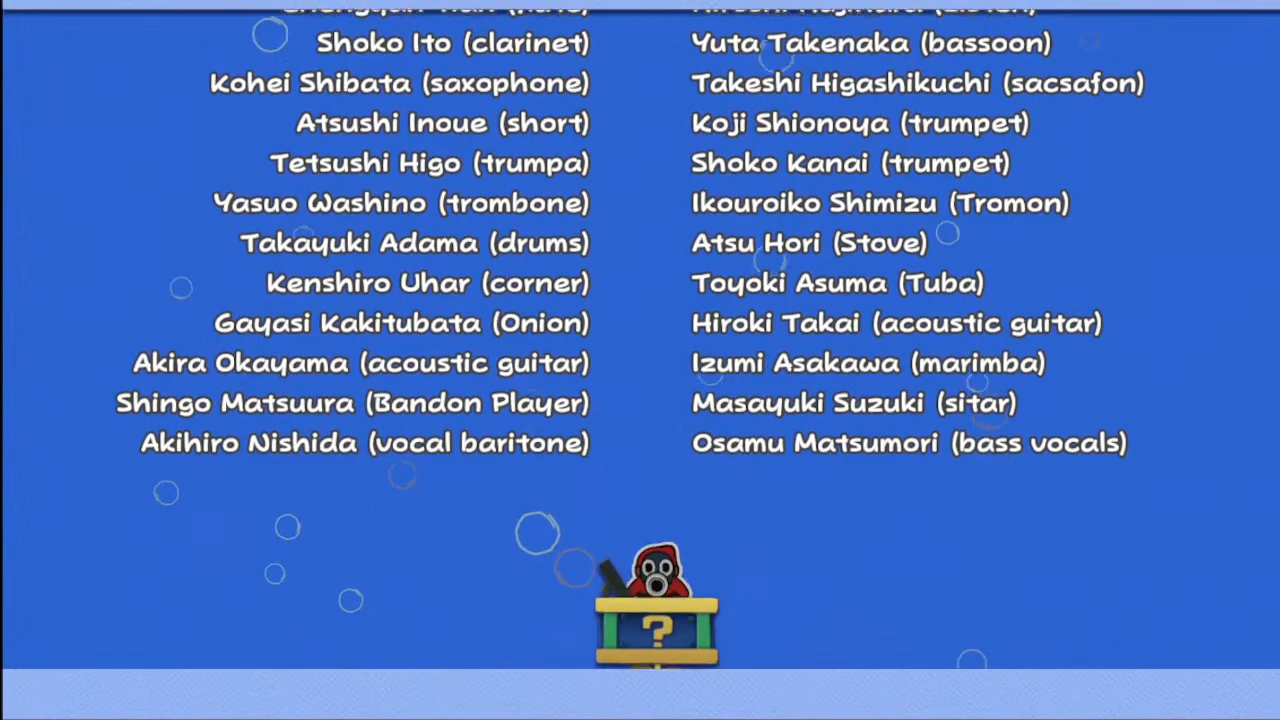 Shoko Ito (clarinet) Yuta Takenaka (bassoon)
Kohei Shibata (saxophone) Takeshi Higashikuchi (sacsafon)
Atsushi Inoue (short) Koji Shionoya (trumpet)
Tetsushi Higo (trumpa) Shoko Kanai (trumpet)
Yasuo Washino (trombone) Ikouroiko Shimizu (Tromon)
Takayuki Adama (drums) Atsu Hori (Stove)
Kenshiro Uhar (corner) Toyoki Asuma (Tuba)
Gayasi Kakitubata (Onion) Hiroki Takai (acoustic guitar)
Akira Okayama (acoustic guitar) Izumi Asakawa (marimba)
Shingo Matsuura (Bandon Player) Masayuki Suzuki (sitar)
Akihiro Nishida (vocal baritone) Osamu Matsumori (bass vocals)
?